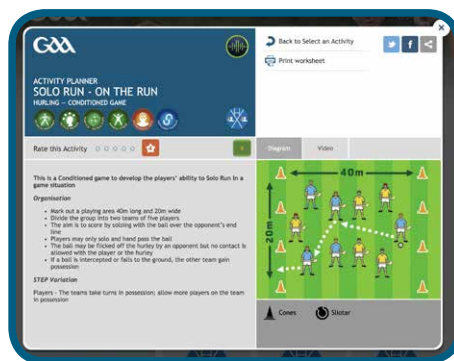 GAA
ACTIVITY PLANNER
SOLO RUN - ON THE RUN
HURLING – CONDITIONED GAME
Rate this Activity
Back to Select an Activity
Print worksheet
Diagram
Video
This is a Conditioned game to develop the players' ability to Solo Run in a
game situation
Organisation
Mark out a playing area 40m long and 20m wide
Divide the group into two teams of five players
The aim is to score by soloing with the ball over the opponent's end
line
Players may only solo and hand pass the ball
The ball may be flicked off the hurley by an opponent but no contact is
allowed with the player or the hurley
If a ball is intercepted or falls to the ground, the other team gain
possession
STEP Variation
Players - The teams take turns in possession; allow more players on the team
in possession
40m
20m
Cones
Sliotar